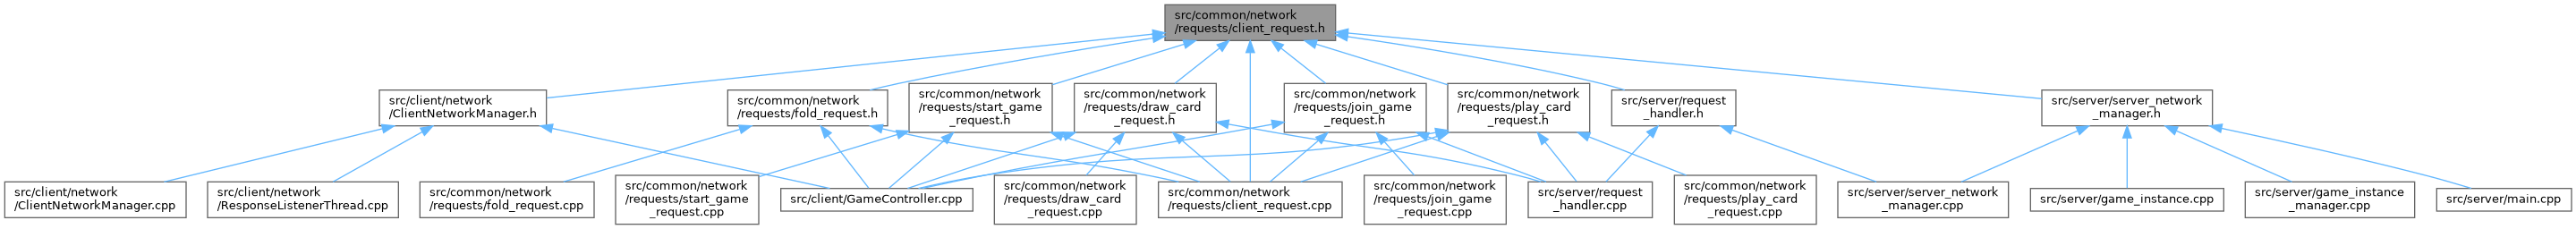 src/common/network
/requests/client_request.h
src/client/network
/ClientNetworkManager.h
src/common/network
/requests/fold_request.h
src/common/network
/requests/start_game
_request.h
src/common/network
/requests/draw_card
_request.h
src/common/network
/requests/join_game
_request.h
src/common/network
/requests/play_card
_request.h
src/server/request
_handler.h
src/server/server_network
_manager.h
src/client/network
/ClientNetworkManager.cpp
src/client/network
/ResponseListenerThread.cpp
src/common/network
/requests/fold_request.cpp
src/common/network
/requests/start_game
_request.cpp
src/client/GameController.cpp
src/common/network
/requests/draw_card
_request.cpp
src/common/network
/requests/client_request.cpp
src/common/network
/requests/join_game
_request.cpp
src/server/request
_handler.cpp
src/common/network
/requests/play_card
_request.cpp
src/server/server_network
_manager.cpp
src/server/game_instance.cpp
src/server/game_instance
_manager.cpp
src/server/main.cpp